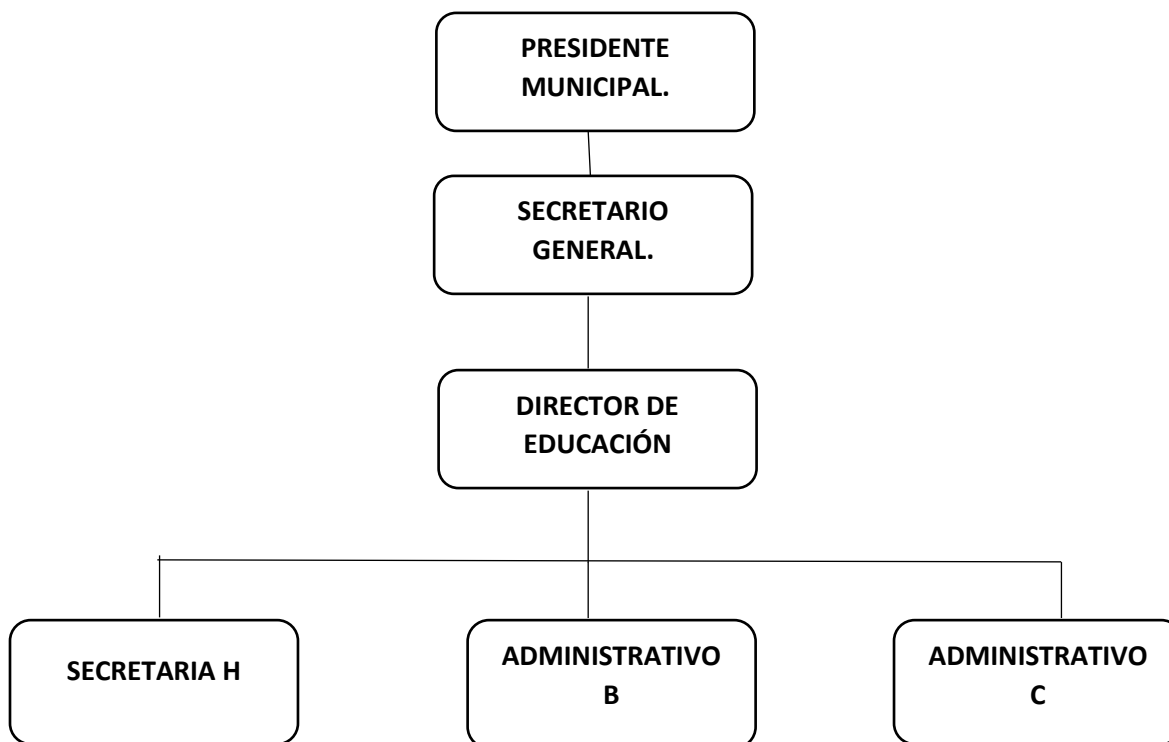 PRESIDENTE
MUNICIPAL.
SECRETARIO
GENERAL.
DIRECTOR DE
EDUCACIÓN
SECRETARIA H
ADMINISTRATIVO
B
ADMINISTRATIVO
C